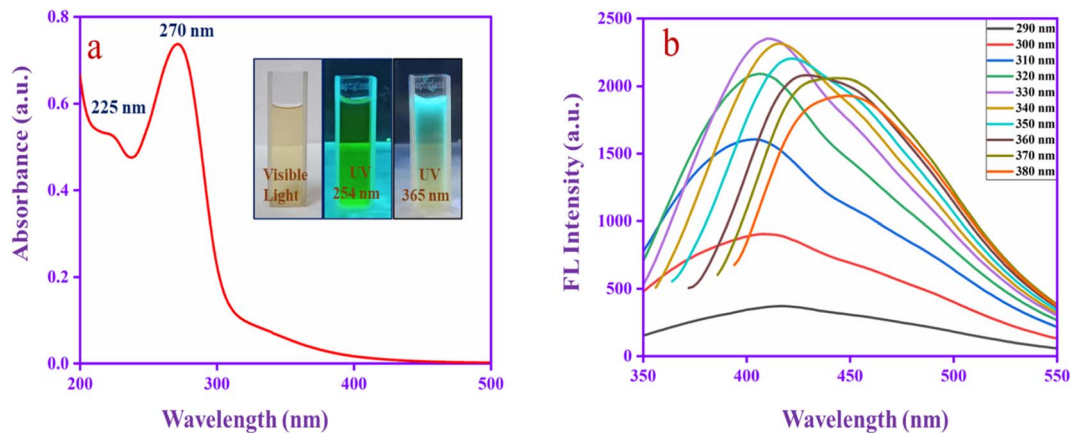 a
270 nm
225 nm
Visible
Light
UV
254 nm
UV
365 nm
Absorbance (a.u.)
0.8
0.6
0.4
0.2
0.0
200
300
400
500
Wavelength (nm)
b
290 nm
300 nm
310 nm
320 nm
330 nm
340 nm
350 nm
360 nm
370 nm
380 nm
FL Intensity (a.u.)
2500
2000
1500
1000
500
0
350
400
450
500
550
Wavelength (nm)